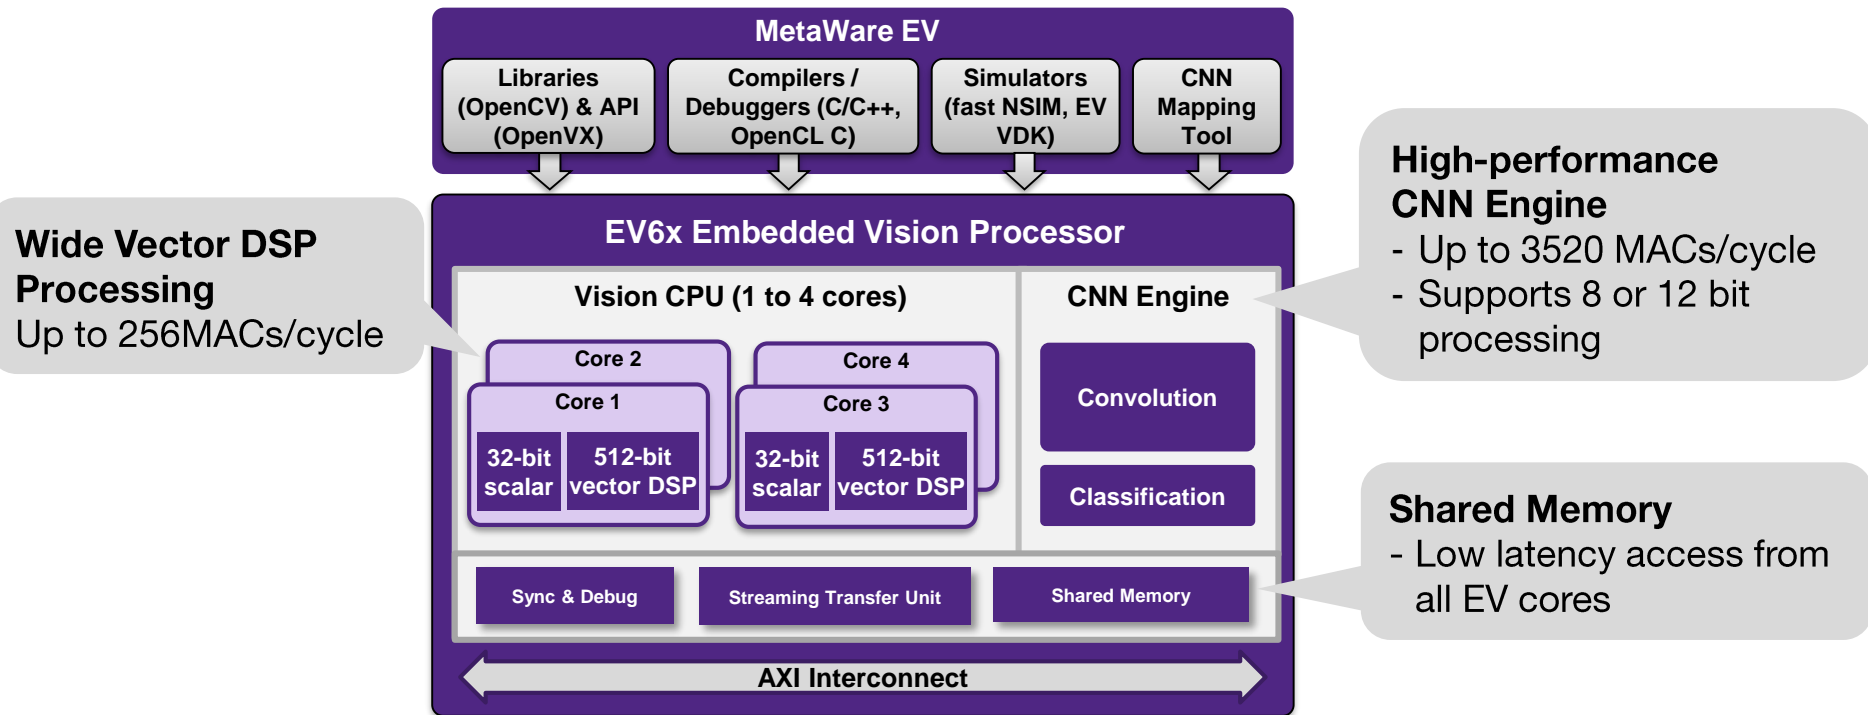 MetaWare EV
Libraries
(OpenCV) & API
(OpenVX)
Compilers /
Debuggers (C/C++,
OpenCL C)
Simulators
(fast NSIM, EV
VDK)
CNN
Mapping
Tool
EV6x Embedded Vision Processor
Wide Vector DSP
Processing
Up to 256MACs/cycle
High-performance
CNN Engine
- Up to 3520 MACs/cycle
- Supports 8 or 12 bit
processing
Vision CPU (1 to 4 cores)
Core 2
Core 1
32-bit
scalar
512-bit
vector DSP
Core 4
Core 3
32-bit
scalar
512-bit
vector DSP
CNN Engine
Convolution
Classification
Shared Memory
- Low latency access from
all EV cores
Sync & Debug
Streaming Transfer Unit
Shared Memory
AXI Interconnect